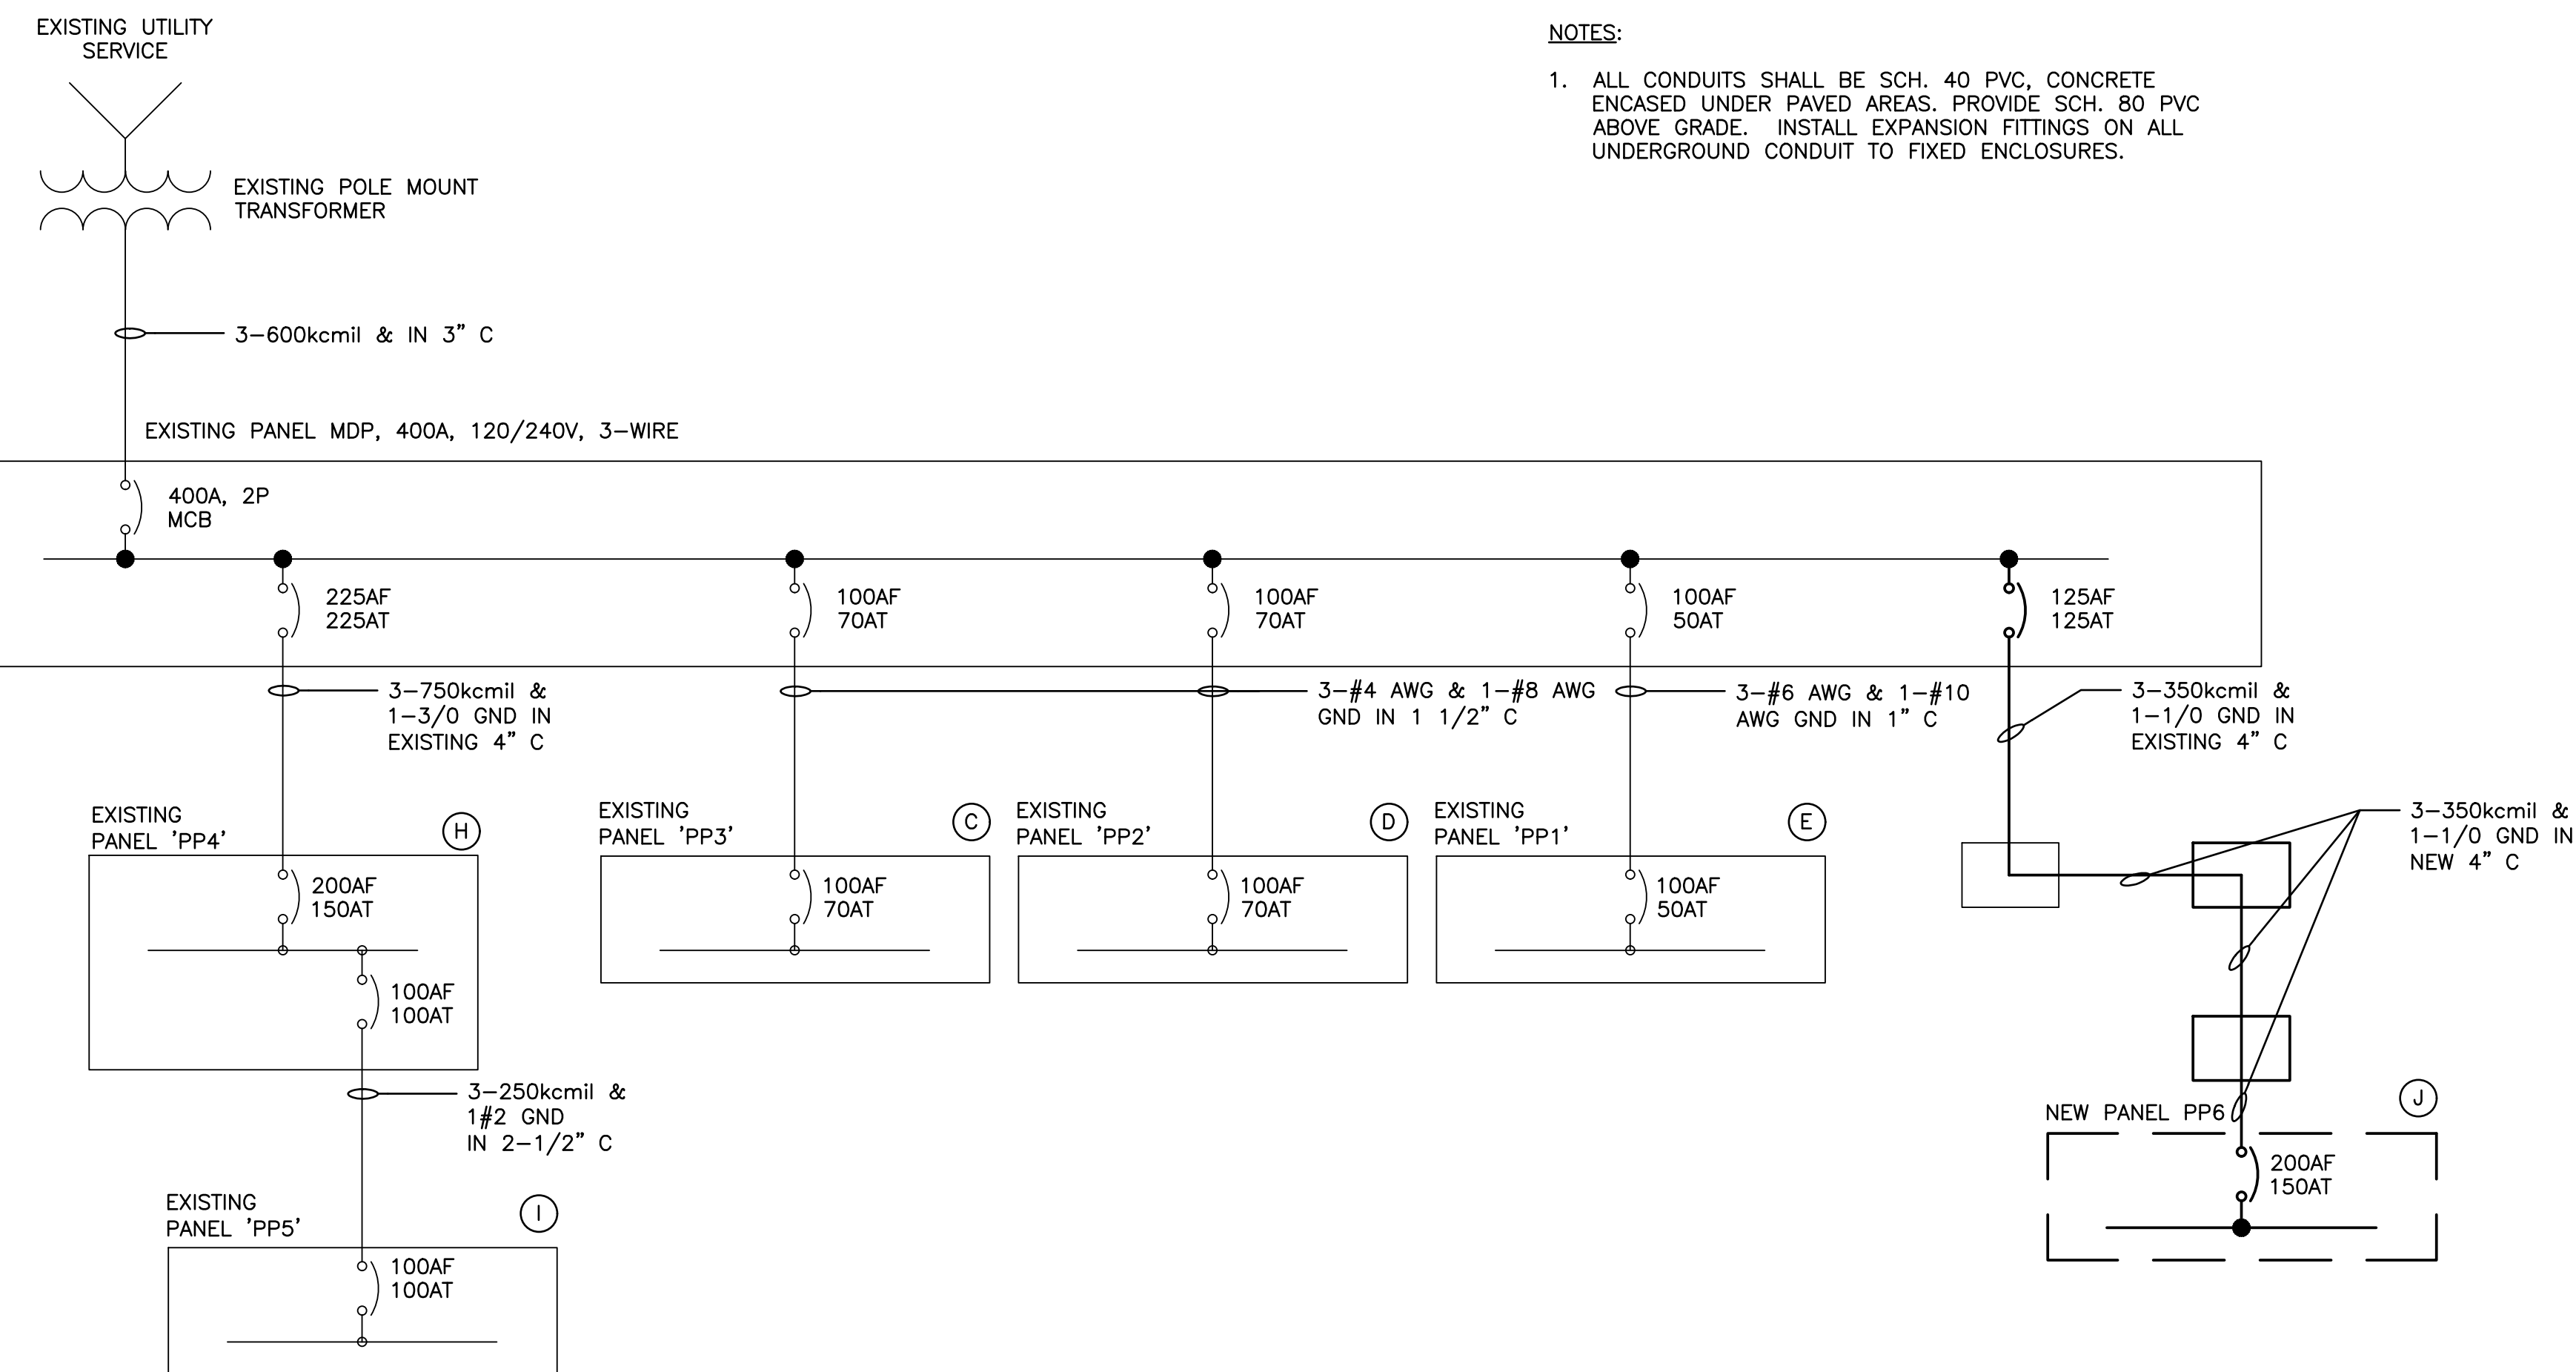 EXISTING UTILITY
SERVICE
NOTES:
1. ALL CONDUITS SHALL BE SCH. 40 PVC, CONCRETE
ENCASED UNDER PAVED AREAS. PROVIDE SCH. 80 PVC
ABOVE GRADE. INSTALL EXPANSION FITTINGS ON ALL
UNDERGROUND CONDUIT TO FIXED ENCLOSURES.
EXISTING POLE MOUNT
TRANSFORMER
3-600kcmil & IN 3" C
EXISTING PANEL MDP, 400A, 120/240V, 3-WIRE
400A, 2P
MCB
225AF
225AT
100AF
70AT
100AF
70AT
100AF
50AT
125AF
125AT
3-750kcmil &
1-3/0 GND IN
EXISTING 4" C
3-#4 AWG & 1-#8 AWG
GND IN 1 1/2" C
3-#6 AWG & 1-#10
AWG GND IN 1" C
3-350kcmil &
1-1/0 GND IN
EXISTING 4" C
3-350kcmil &
1-1/0 GND IN
NEW 4" C
EXISTING
PANEL 'PP4'
H
200AF
150AT
100AF
100AT
EXISTING
PANEL 'PP3'
C
100AF
70AT
EXISTING
PANEL 'PP2'
D
100AF
70AT
EXISTING
PANEL 'PP1'
E
100AF
50AT
3-250kcmil &
1#2 GND
IN 2-1/2" C
NEW PANEL PP6
J
200AF
150AT
EXISTING
PANEL 'PP5'
I
100AF
100AT